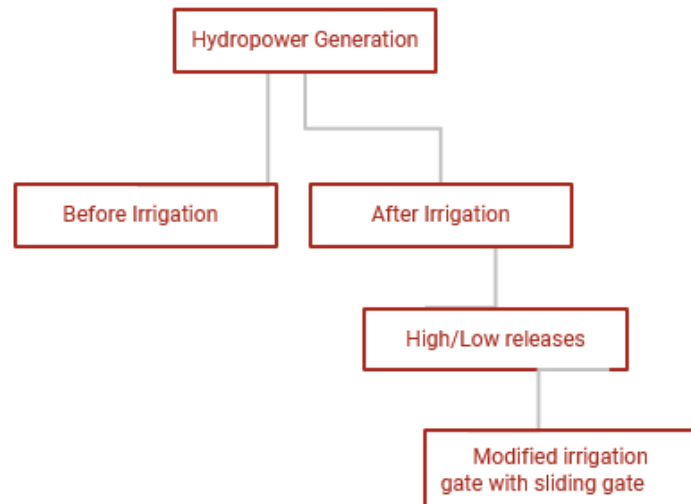 Hydropower Generation
Before Irrigation
After Irrigation
High/Low releases
Modified irrigation
gate with sliding gate